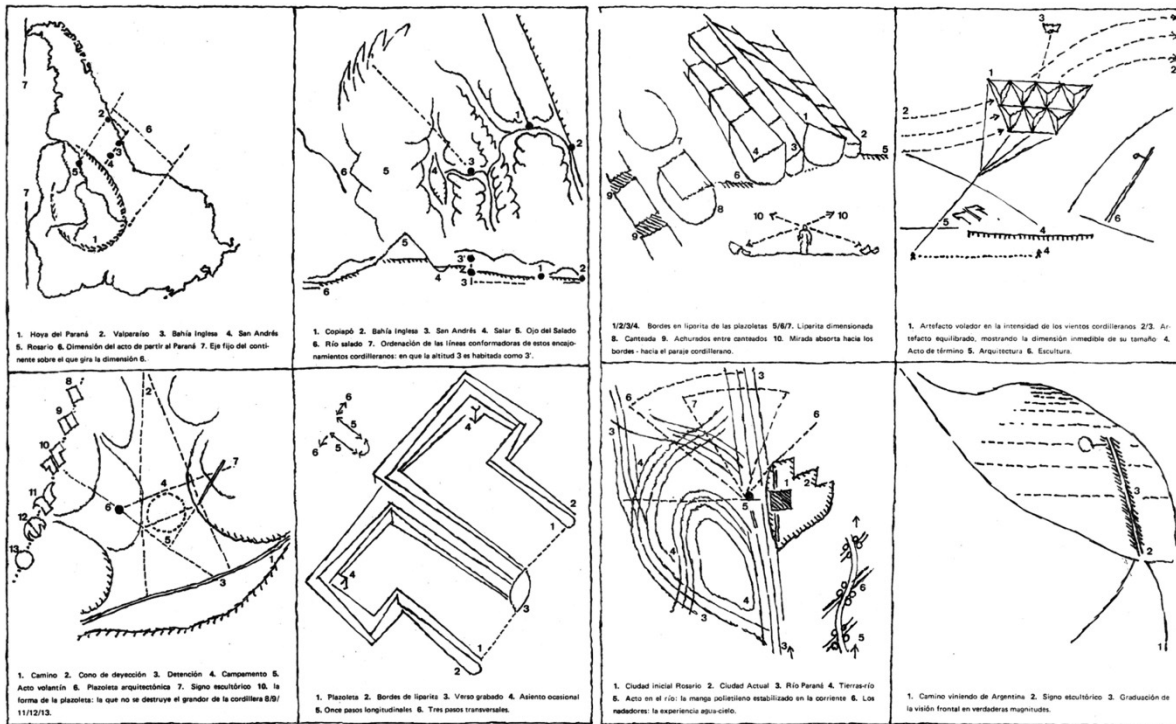 1. Hoya del Paraná 2. Valparaíso 3. Bahía Inglesa 4. San Andrés
5. Rosario 6. Dimensión del acto de partir al Paraná 7. Eje fijo del conti-
nente sobre el que gira la dimensión 6.
1. Copiapó 2. Bahía Inglesa 3. San Andrés 4. Salar 5. Ojo del Salado
6. Río salado 7. Ordenación de las líneas conformadoras de estos encajo-
namientos cordilleranos: en que la altitud 3 es habitada como 3'.
1/2/3/4. Bordes en liparita de las plazoletas 5/6/7. Liparita dimensionada
8. Canteada 9. Achurados entre canteados 10. Mirada absorta hacia los
bordes - hacia el paraje cordillerano.
1. Artefacto volador en la intensidad de los vientos cordilleranos 2/3. Ar-
tefacto equilibrado, mostrando la dimensión inmedible de su tamaño 4.
Acto de término 5. Arquitectura 6. Escultura.
1. Camino 2. Cono de deyección 3. Detención 4. Campamento 5.
Acto volantín 6. Plazoleta arquitectónica 7. Signo escultórico 10. la
forma de la plazoleta: la que no se destruye el grandor de la cordillera 8/9/
11/12/13.
1. Plazoleta 2. Bordes de liparita 3. Verso grabado 4. Asiento ocasional
5. Once pasos longitudinales 6. Tres pasos transversales.
1. Ciudad inicial Rosario 2. Ciudad Actual 3. Río Paraná 4. Tierras-río
5. Acto en el río: la manga polietileno estabilizado en la corriente 6. Los
nadadores: la experiencia agua-cielo.
1. Camino viniendo de Argentina 2. Signo escultórico 3. Graduación de
la visión frontal en verdaderas magnitudes.